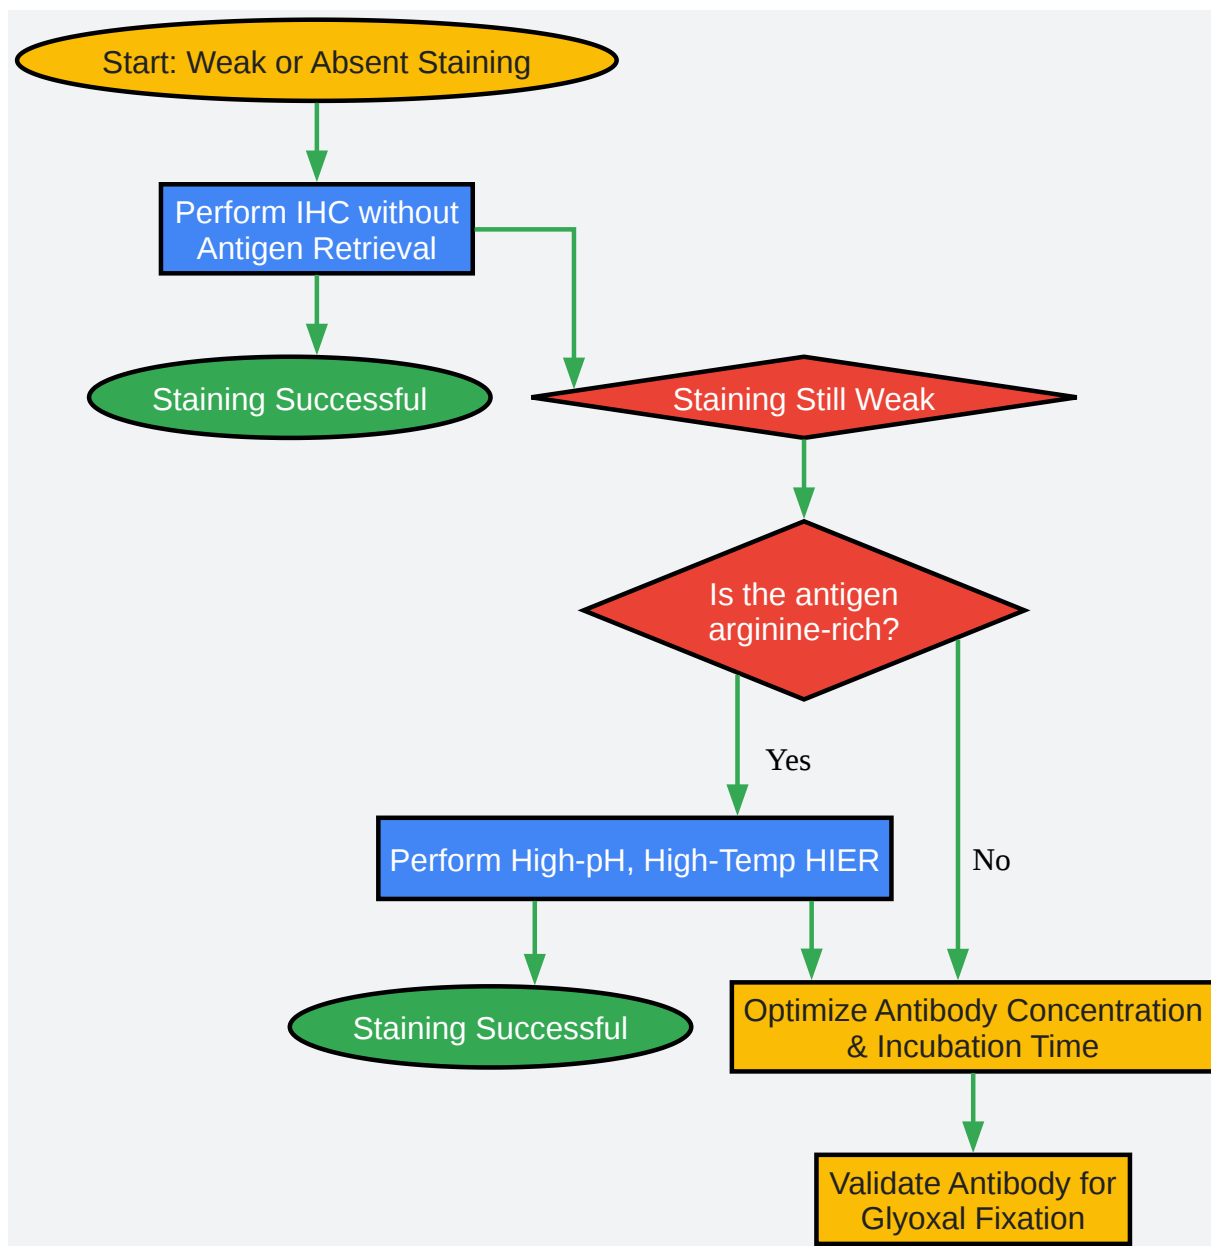 Start: Weak or Absent Staining
Perform IHC without
Antigen Retrieval
Staining Successful
Staining Still Weak
Is the antigen
arginine-rich?
Yes
Perform High-pH, High-Temp HIER
No
Staining Successful
Optimize Antibody Concentration
& Incubation Time
Validate Antibody for
Glyoxal Fixation